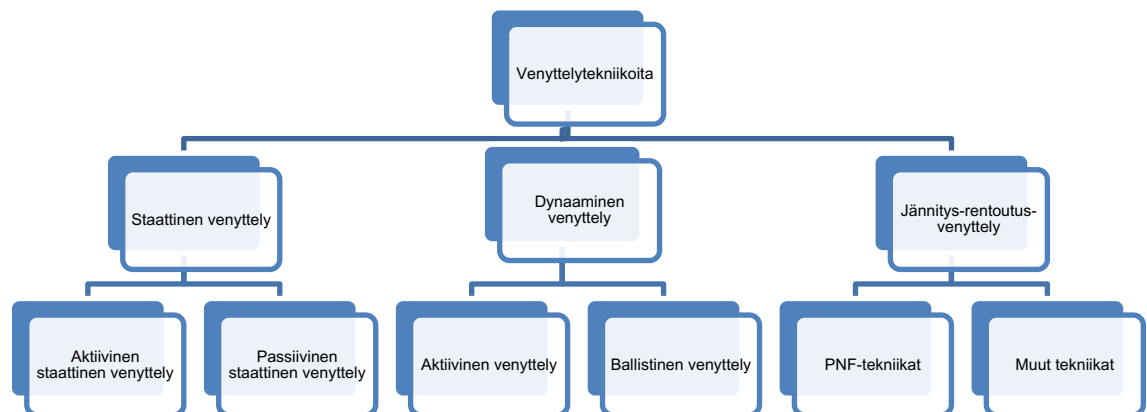 Venyttelytekniikoita
Staattinen venyttely
Dynaaminen
venyttely
Jännitys-rentoutus-
venyttely
Aktiivinen
staattinen venyttely
Passiivinen
staattinen venyttely
Aktiivinen venyttely
Ballistinen venyttely
PNF-tekniikat
Muut tekniikat